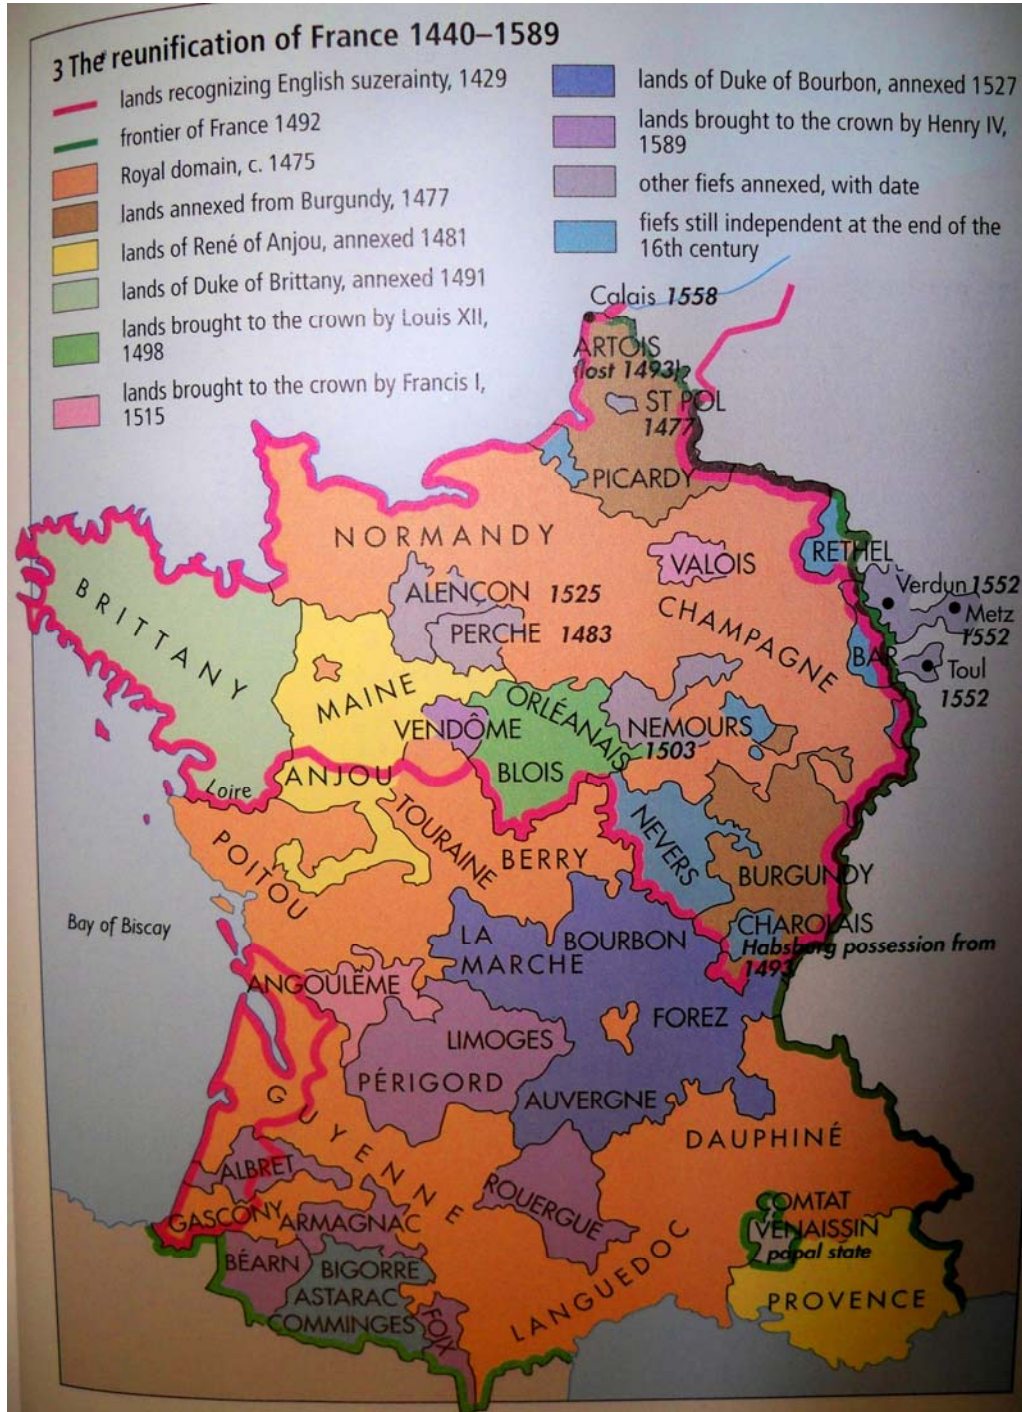 3 The reunification of France 1440–1589
lands recognizing English suzerainty, 1429
frontier of France 1492
Royal domain, c. 1475
lands annexed from Burgundy, 1477
lands of René of Anjou, annexed 1481
lands of Duke of Brittany, annexed 1491
lands brought to the crown by Louis XII,
1498
lands brought to the crown by Francis I,
1515
lands of Duke of Bourbon, annexed 1527
lands brought to the crown by Henry IV,
1589
other fiefs annexed, with date
fiefs still independent at the end of the
16th century
Calais 1558
ARTOIS
(lost 1493)
ST POL
1477
PICARDY
NORMANDY
VALOIS
RETHEL
ALENÇON 1525
Verdun 1552
Metz
1552
PERCHE 1483
CHAMPAGNE
BRITTANY
BAR
Toul
1552
MAINE
ORLÉANAIS
VENDÔME
NEMOURS
1503
BLOIS
ANJOU
Loire
TOURAINE
NEVERS
POITOU
BERRY
BURGUNDY
Bay of Biscay
CHAROLAIS
Habsburg possession from
1493
LA
MARCHE
BOURBON
ANGOULÊME
FOREZ
LIMOGES
PÉRIGORD
AUVERGNE
GUYENNE
DAUPHINÉ
ALBRET
ROUERGUE
COMTAT
VENAISSIN
papal state
GASCONY
ARMAGNAC
BÉARN
BIGORRE
ASTARAC
COMMINGES
FOIX
LANGUEDOC
PROVENCE